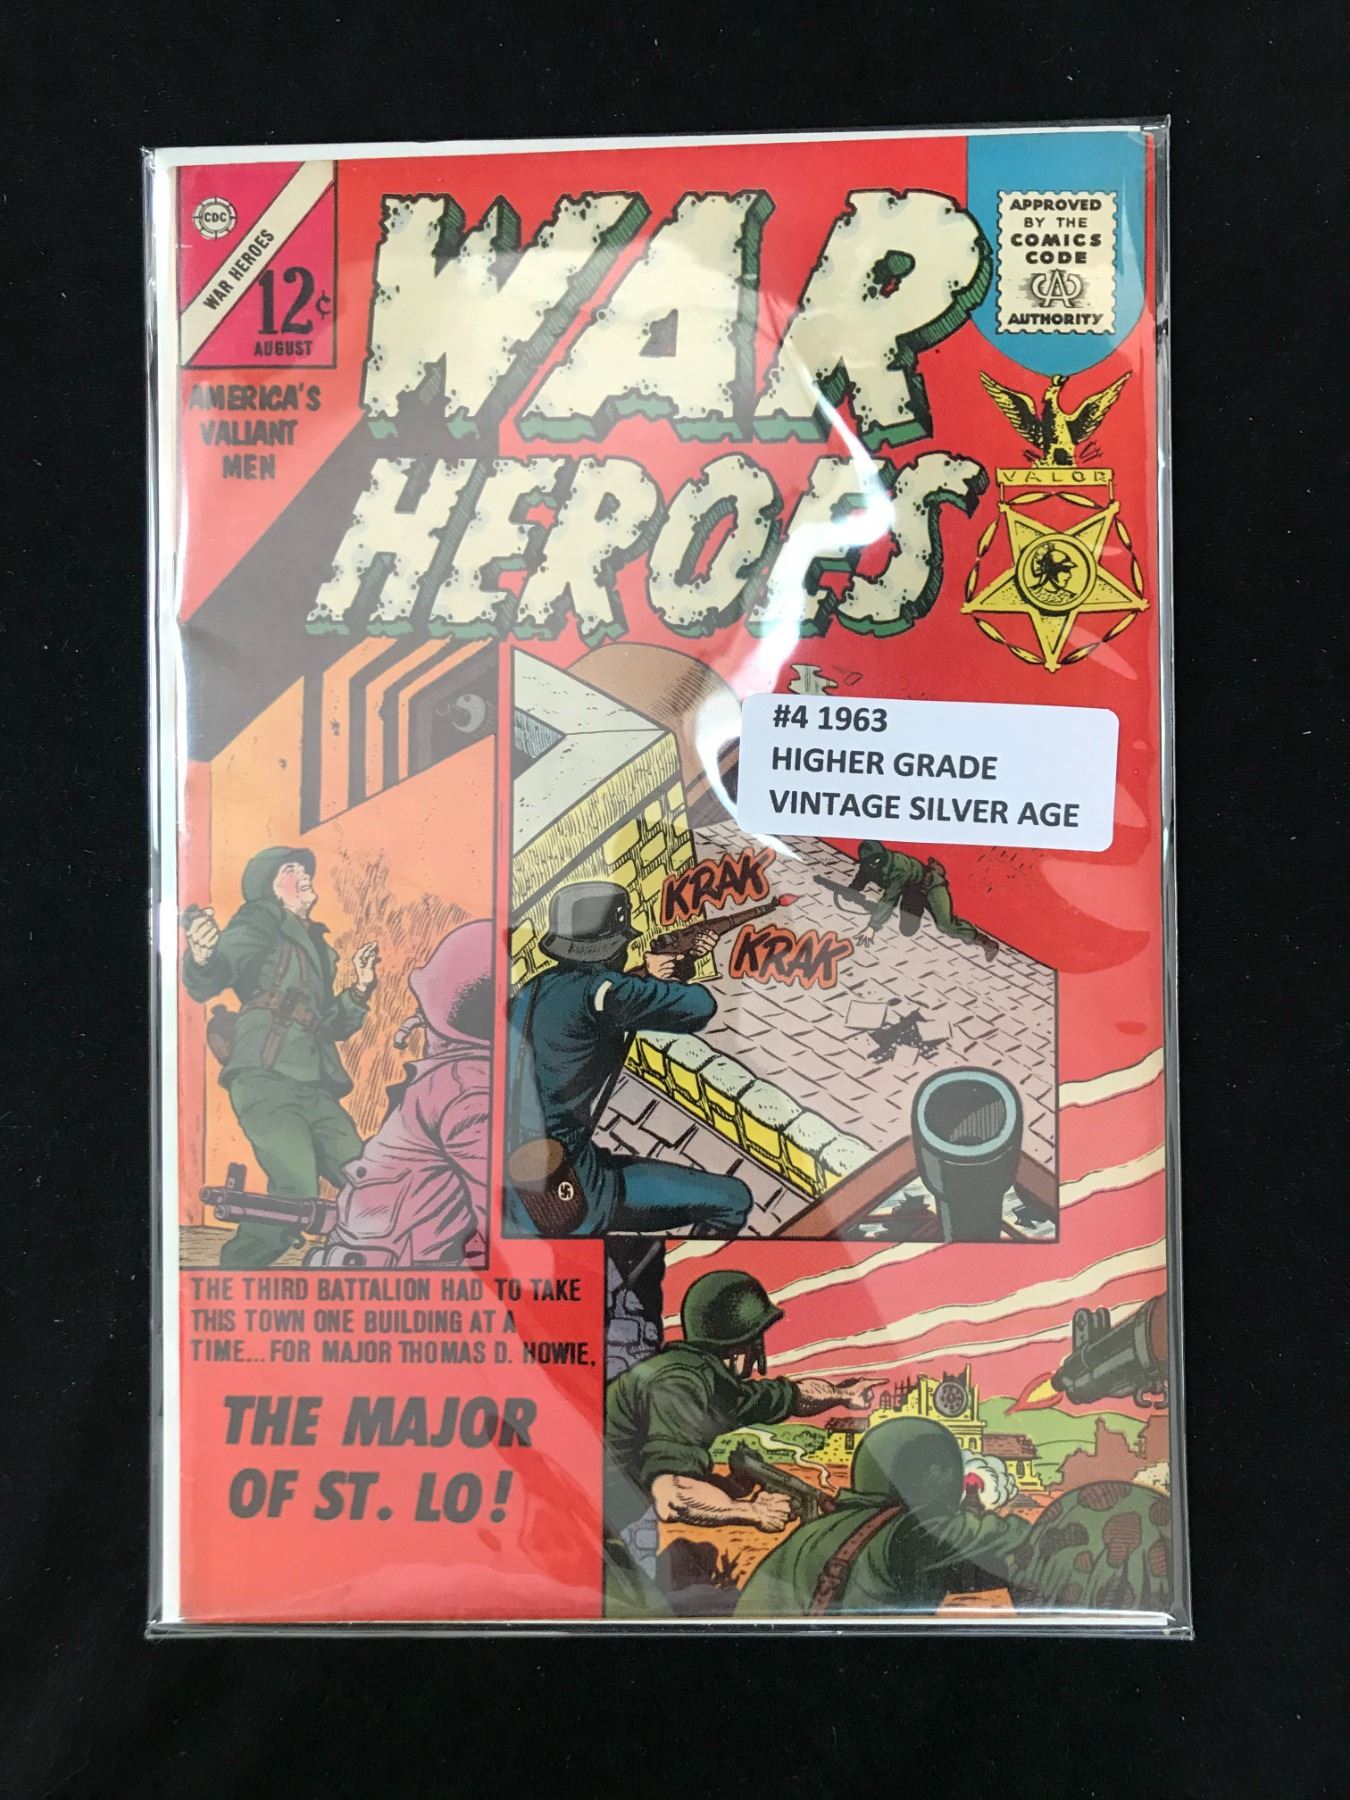 CDC
WAR HEROES
12¢
AUGUST
AMERICA'S
VALIANT
MEN
WAR
HEROES
APPROVED
BY THE
COMICS
CODE
CA
AUTHORITY
VALOR
#4 1963
HIGHER GRADE
VINTAGE SILVER AGE
KRAK
KRAK
THE THIRD BATTALION HAD TO TAKE
THIS TOWN ONE BUILDING AT A
TIME...FOR MAJOR THOMAS D. HOWIE,
THE MAJOR
OF ST. LO!